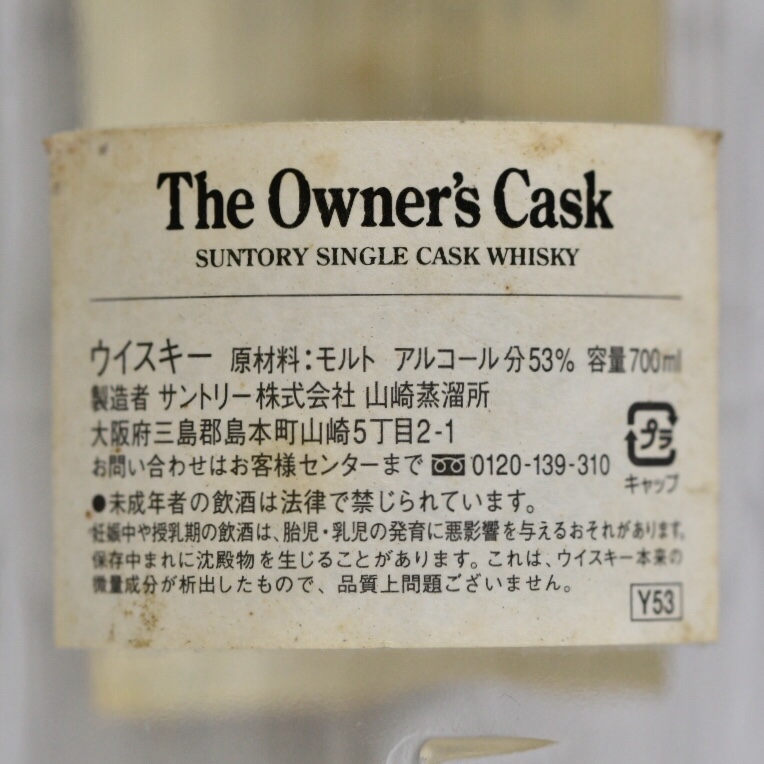 The Owner's Cask
SUNTORY SINGLE CASK WHISKY
ウイスキー 原材料:モルト アルコール分53% 容量700ml
製造者 サントリー株式会社 山崎蒸溜所
大阪府三島郡島本町山崎5丁目2-1
お問い合わせはお客様センターまで 0120-139-310
プラ
キャップ
●未成年者の飲酒は法律で禁じられています。
妊娠中や授乳期の飲酒は、胎児・乳児の発育に悪影響を与えるおそれがあります。
保存中まれに沈殿物を生じることがあります。これは、ウイスキー本来の
微量成分が析出したもので、品質上問題ございません。
Y53